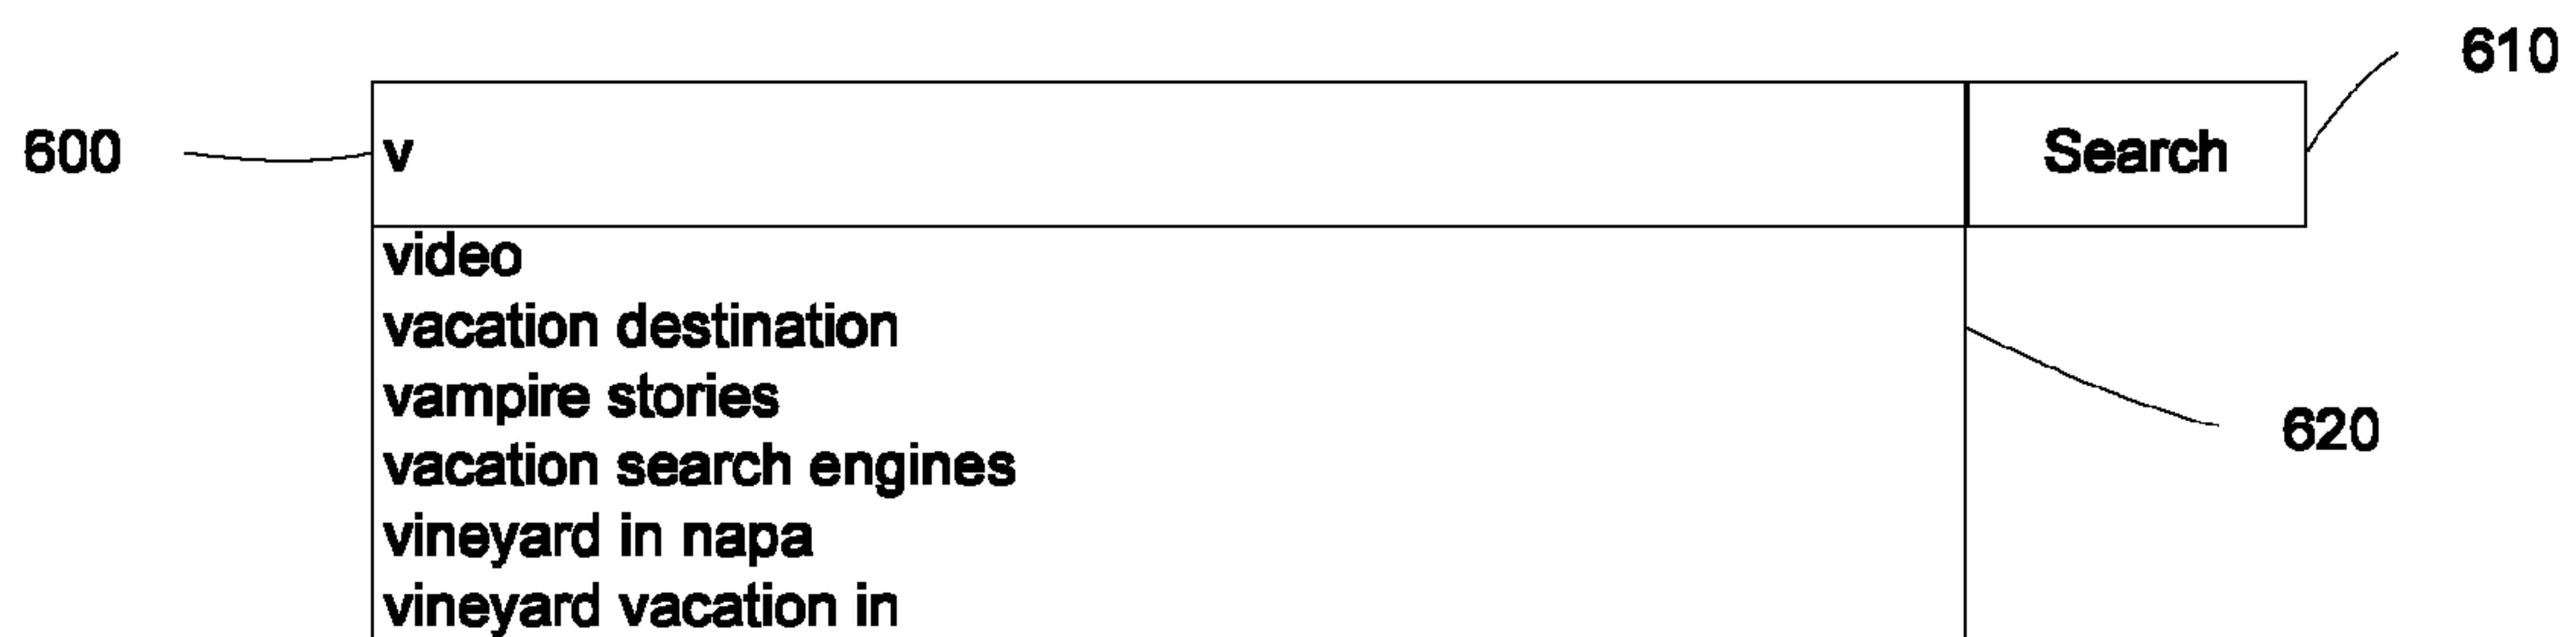 610
600 v Search
video
vacation destination
vampire stories
620
vacation search engines
vineyard in napa
vineyard vacation in